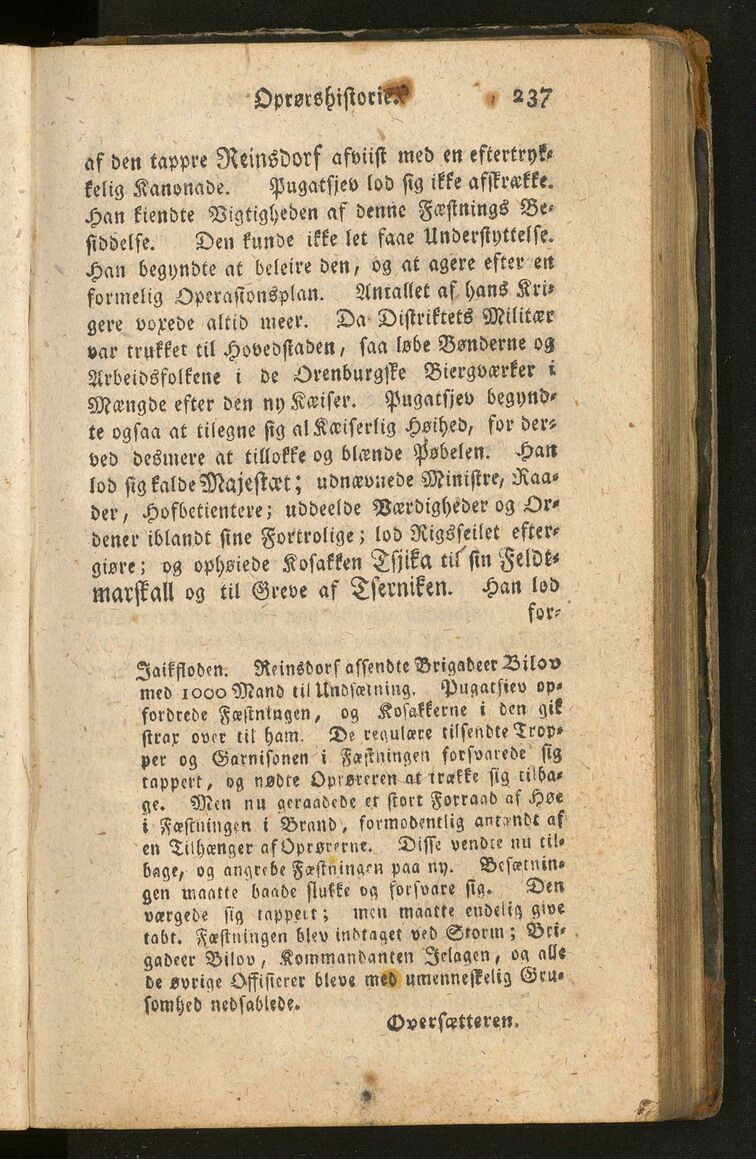 Oprørshistorie. 237
af den tappre Reinsdorf afviist med en eftertryk-
kelig Kanonade. Pugatsjev lod sig ikke afskrække.
Han kiendte Vigtigheden af denne Fæstnings Be-
siddelse. Den kunde ikke let faae Understyttelse.
Han begyndte at beleire den, og at agere efter en
formelig Operasionsplan. Antallet af hans Kri-
gere voxede altid meer. Da Distriktets Militær
var trukket til Hovedstaden, saa løbe Bønderne og
Arbeidsfolkene i de Orenburgske Biergværker i
Mængde efter den ny Kæiser. Pugatsjev begynd-
te ogsaa at tilegne sig al Kæiserlig Høihed, for der-
ved desmere at tillokke og blænde Pøbelen. Han
lod sig kalde Majestæt; udnævnede Ministre, Raa-
der, Hofbetientere; uddeelde Værdigheder og Or-
dener iblandt sine Fortrolige; lod Rigsseilet efter-
giøre; og ophøiede Kosakken Tsjika til sin Feldt-
marskall og til Greve af Tserniken. Han lod
for-
Jaikfloden. Reinsdorf affendte Brigadeer Bilov
med 1000 Mand til Undsætning. Pugatsjev op-
fordrede Fæstningen, og Kosakkerne i den gik
strax over til ham. De regulære tilsendte Trop-
per og Garnisonen i Fæstningen forsvarede sig
tappert, og nødte Oprøreren at trække sig tilba-
ge. Men nu geraadede et stort Forraad af Høe
i Fæstningen i Brand, formodentlig antændt af
en Tilhænger af Oprørerne. Disse vendte nu til-
bage, og angrebe Fæstningen paa ny. Besætnin-
gen maatte baade slukke og forsvare sig. Den
værgede sig tappert; men maatte endelig give
tabt. Fæstningen blev indtaget ved Storm; Bri-
gadeer Bilov, Kommandanten Jelagen, og alle
de øvrige Offisierer bleve med umenneskelig Gru-
somhed nedsablede.
Oversætteren.